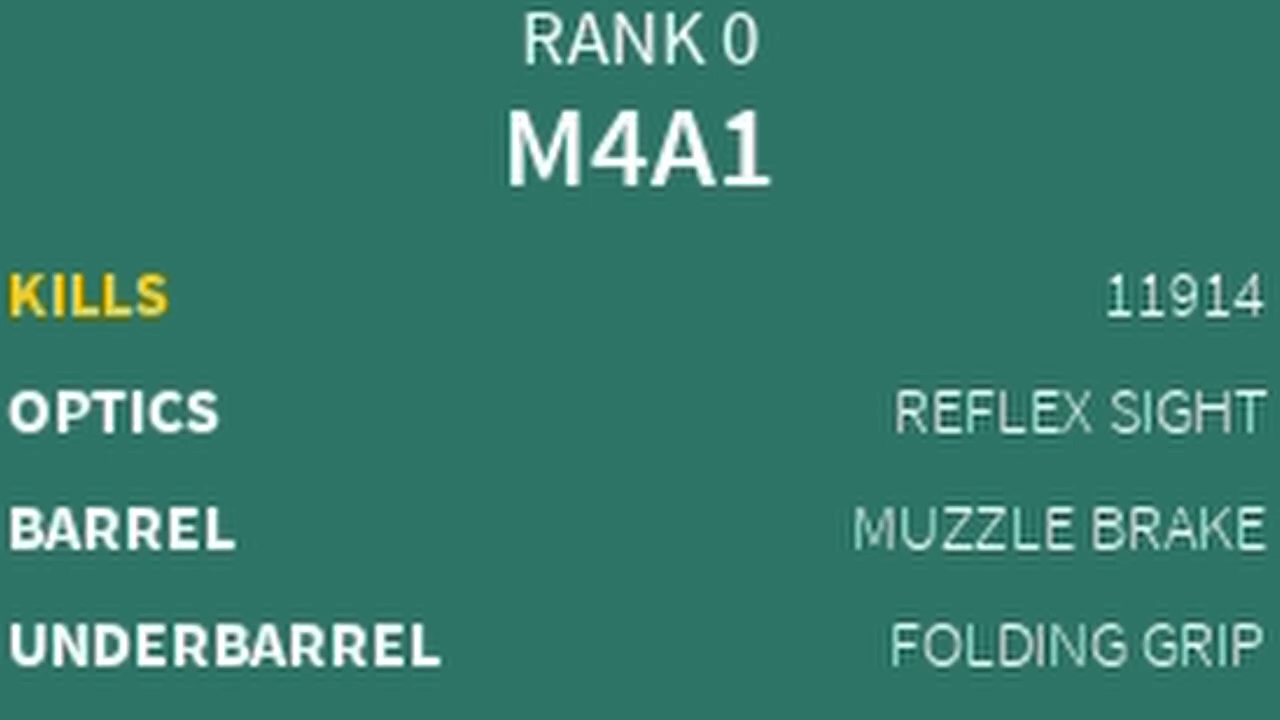 RANK 0
M4A1
KILLS 11914
OPTICS REFLEX SIGHT
BARREL MUZZLE BRAKE
UNDERBARREL FOLDING GRIP